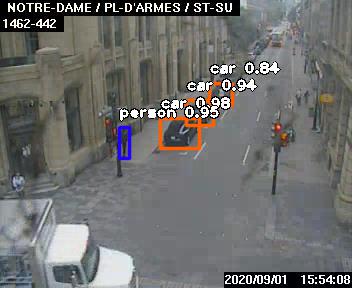 NOTRE-DAME / PL-D'ARMES / ST-SU
1462-442
car 0.84
car 0.94
car 0.98
person 0.95
2020/09/01 15:54:08